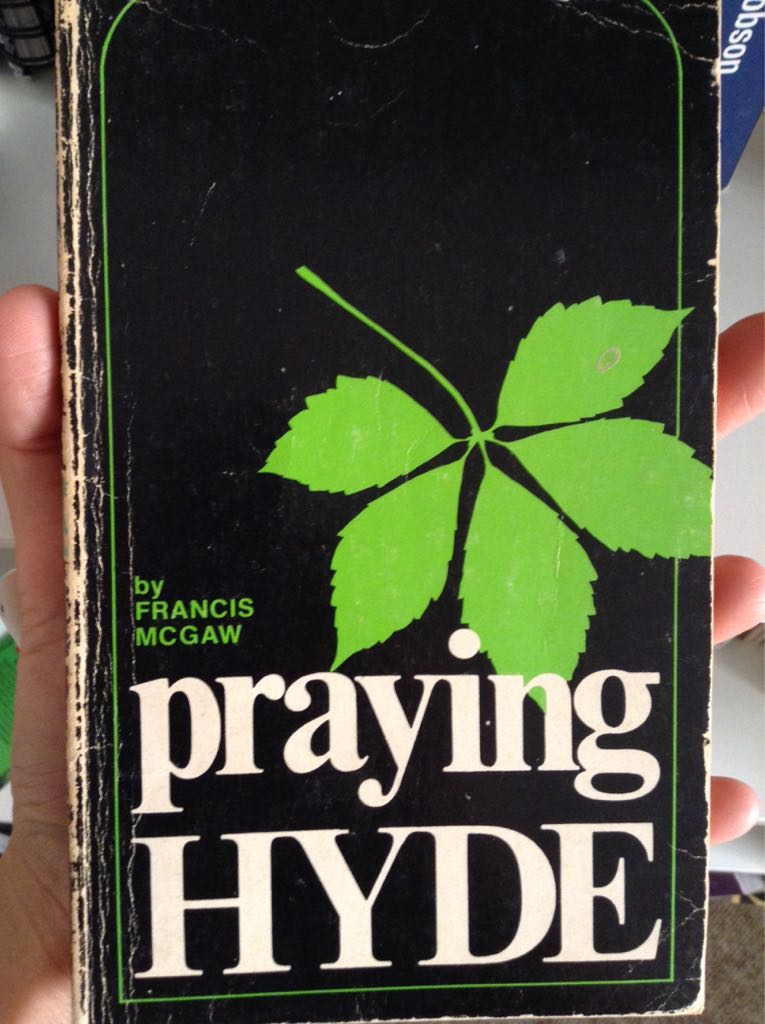 obson
by
FRANCIS
MCGAW
praying
HYDE